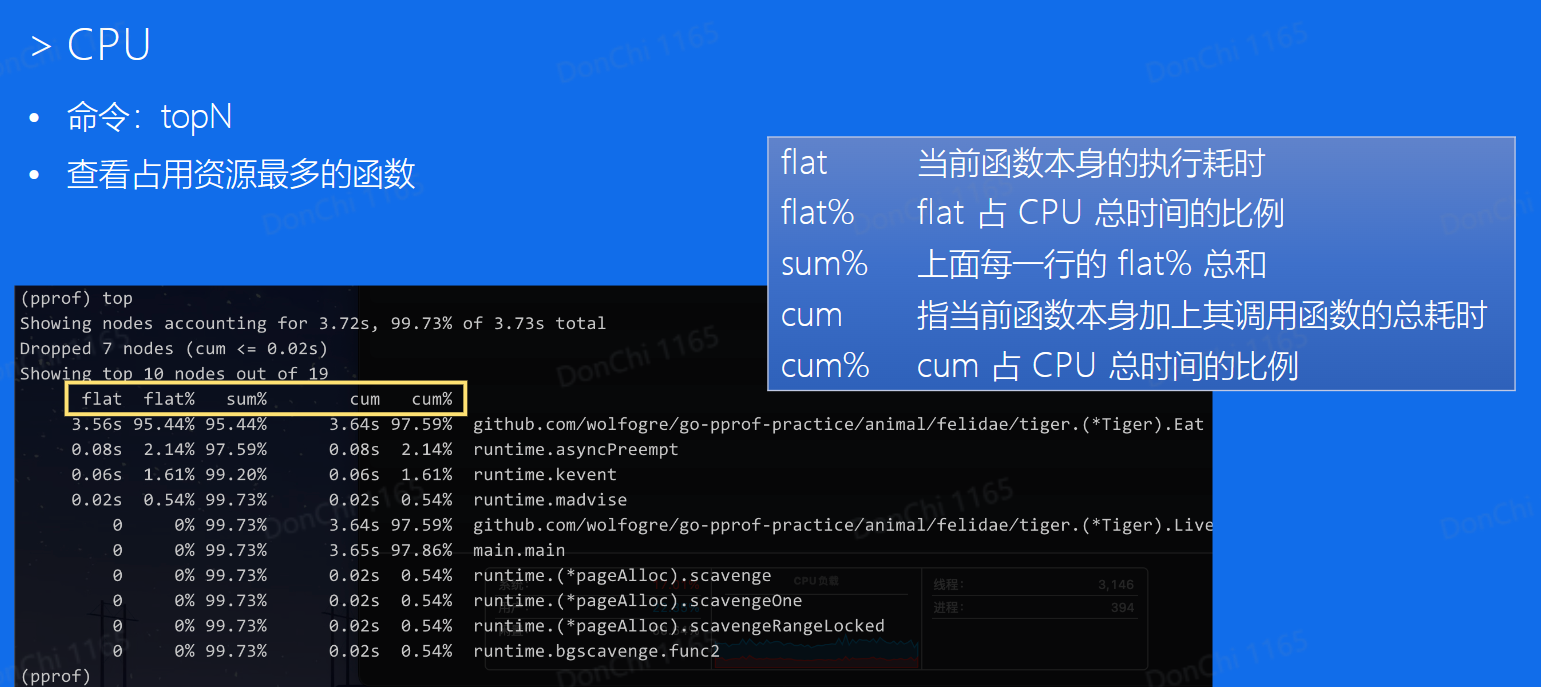 > CPU
• 命令：topN
• 查看占用资源最多的函数
flat 当前函数本身的执行耗时
flat% flat 占 CPU 总时间的比例
sum% 上面每一行的 flat% 总和
cum 指当前函数本身加上其调用函数的总耗时
cum% cum 占 CPU 总时间的比例
(pprof) top
Showing nodes accounting for 3.72s, 99.73% of 3.73s total
Dropped 7 nodes (cum <= 0.02s)
Showing top 10 nodes out of 19
flat flat% sum% cum cum%
3.56s 95.44% 95.44% 3.64s 97.59% github.com/wolfogre/go-pprof-practice/animal/felidae/tiger.(*Tiger).Eat
0.08s 2.14% 97.59% 0.08s 2.14% runtime.asyncPreempt
0.06s 1.61% 99.20% 0.06s 1.61% runtime.kevent
0.02s 0.54% 99.73% 0.02s 0.54% runtime.madvise
0 0% 99.73% 3.64s 97.59% github.com/wolfogre/go-pprof-practice/animal/felidae/tiger.(*Tiger).Live
0 0% 99.73% 3.65s 97.86% main.main
0 0% 99.73% 0.02s 0.54% runtime.(*pageAlloc).scavenge
0 0% 99.73% 0.02s 0.54% runtime.(*pageAlloc).scavengeOne
0 0% 99.73% 0.02s 0.54% runtime.(*pageAlloc).scavengeRangeLocked
0 0% 99.73% 0.02s 0.54% runtime.bgscavenge.func2
(pprof)
CPU负载
线程： 3,146
进程： 394
DonChi 1165